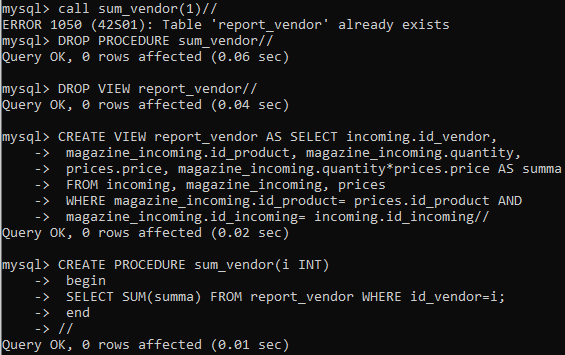 mysql> call sum_vendor(1)//
ERROR 1050 (42S01): Table 'report_vendor' already exists
mysql> DROP PROCEDURE sum_vendor//
Query OK, 0 rows affected (0.06 sec)

mysql> DROP VIEW report_vendor//
Query OK, 0 rows affected (0.04 sec)

mysql> CREATE VIEW report_vendor AS SELECT incoming.id_vendor,
    ->  magazine_incoming.id_product, magazine_incoming.quantity,
    ->  prices.price, magazine_incoming.quantity*prices.price AS summa
    ->  FROM incoming, magazine_incoming, prices
    ->  WHERE magazine_incoming.id_product= prices.id_product AND
    ->  magazine_incoming.id_incoming= incoming.id_incoming//
Query OK, 0 rows affected (0.02 sec)

mysql> CREATE PROCEDURE sum_vendor(i INT)
    ->  begin
    ->  SELECT SUM(summa) FROM report_vendor WHERE id_vendor=i;
    ->  end
    -> //
Query OK, 0 rows affected (0.01 sec)